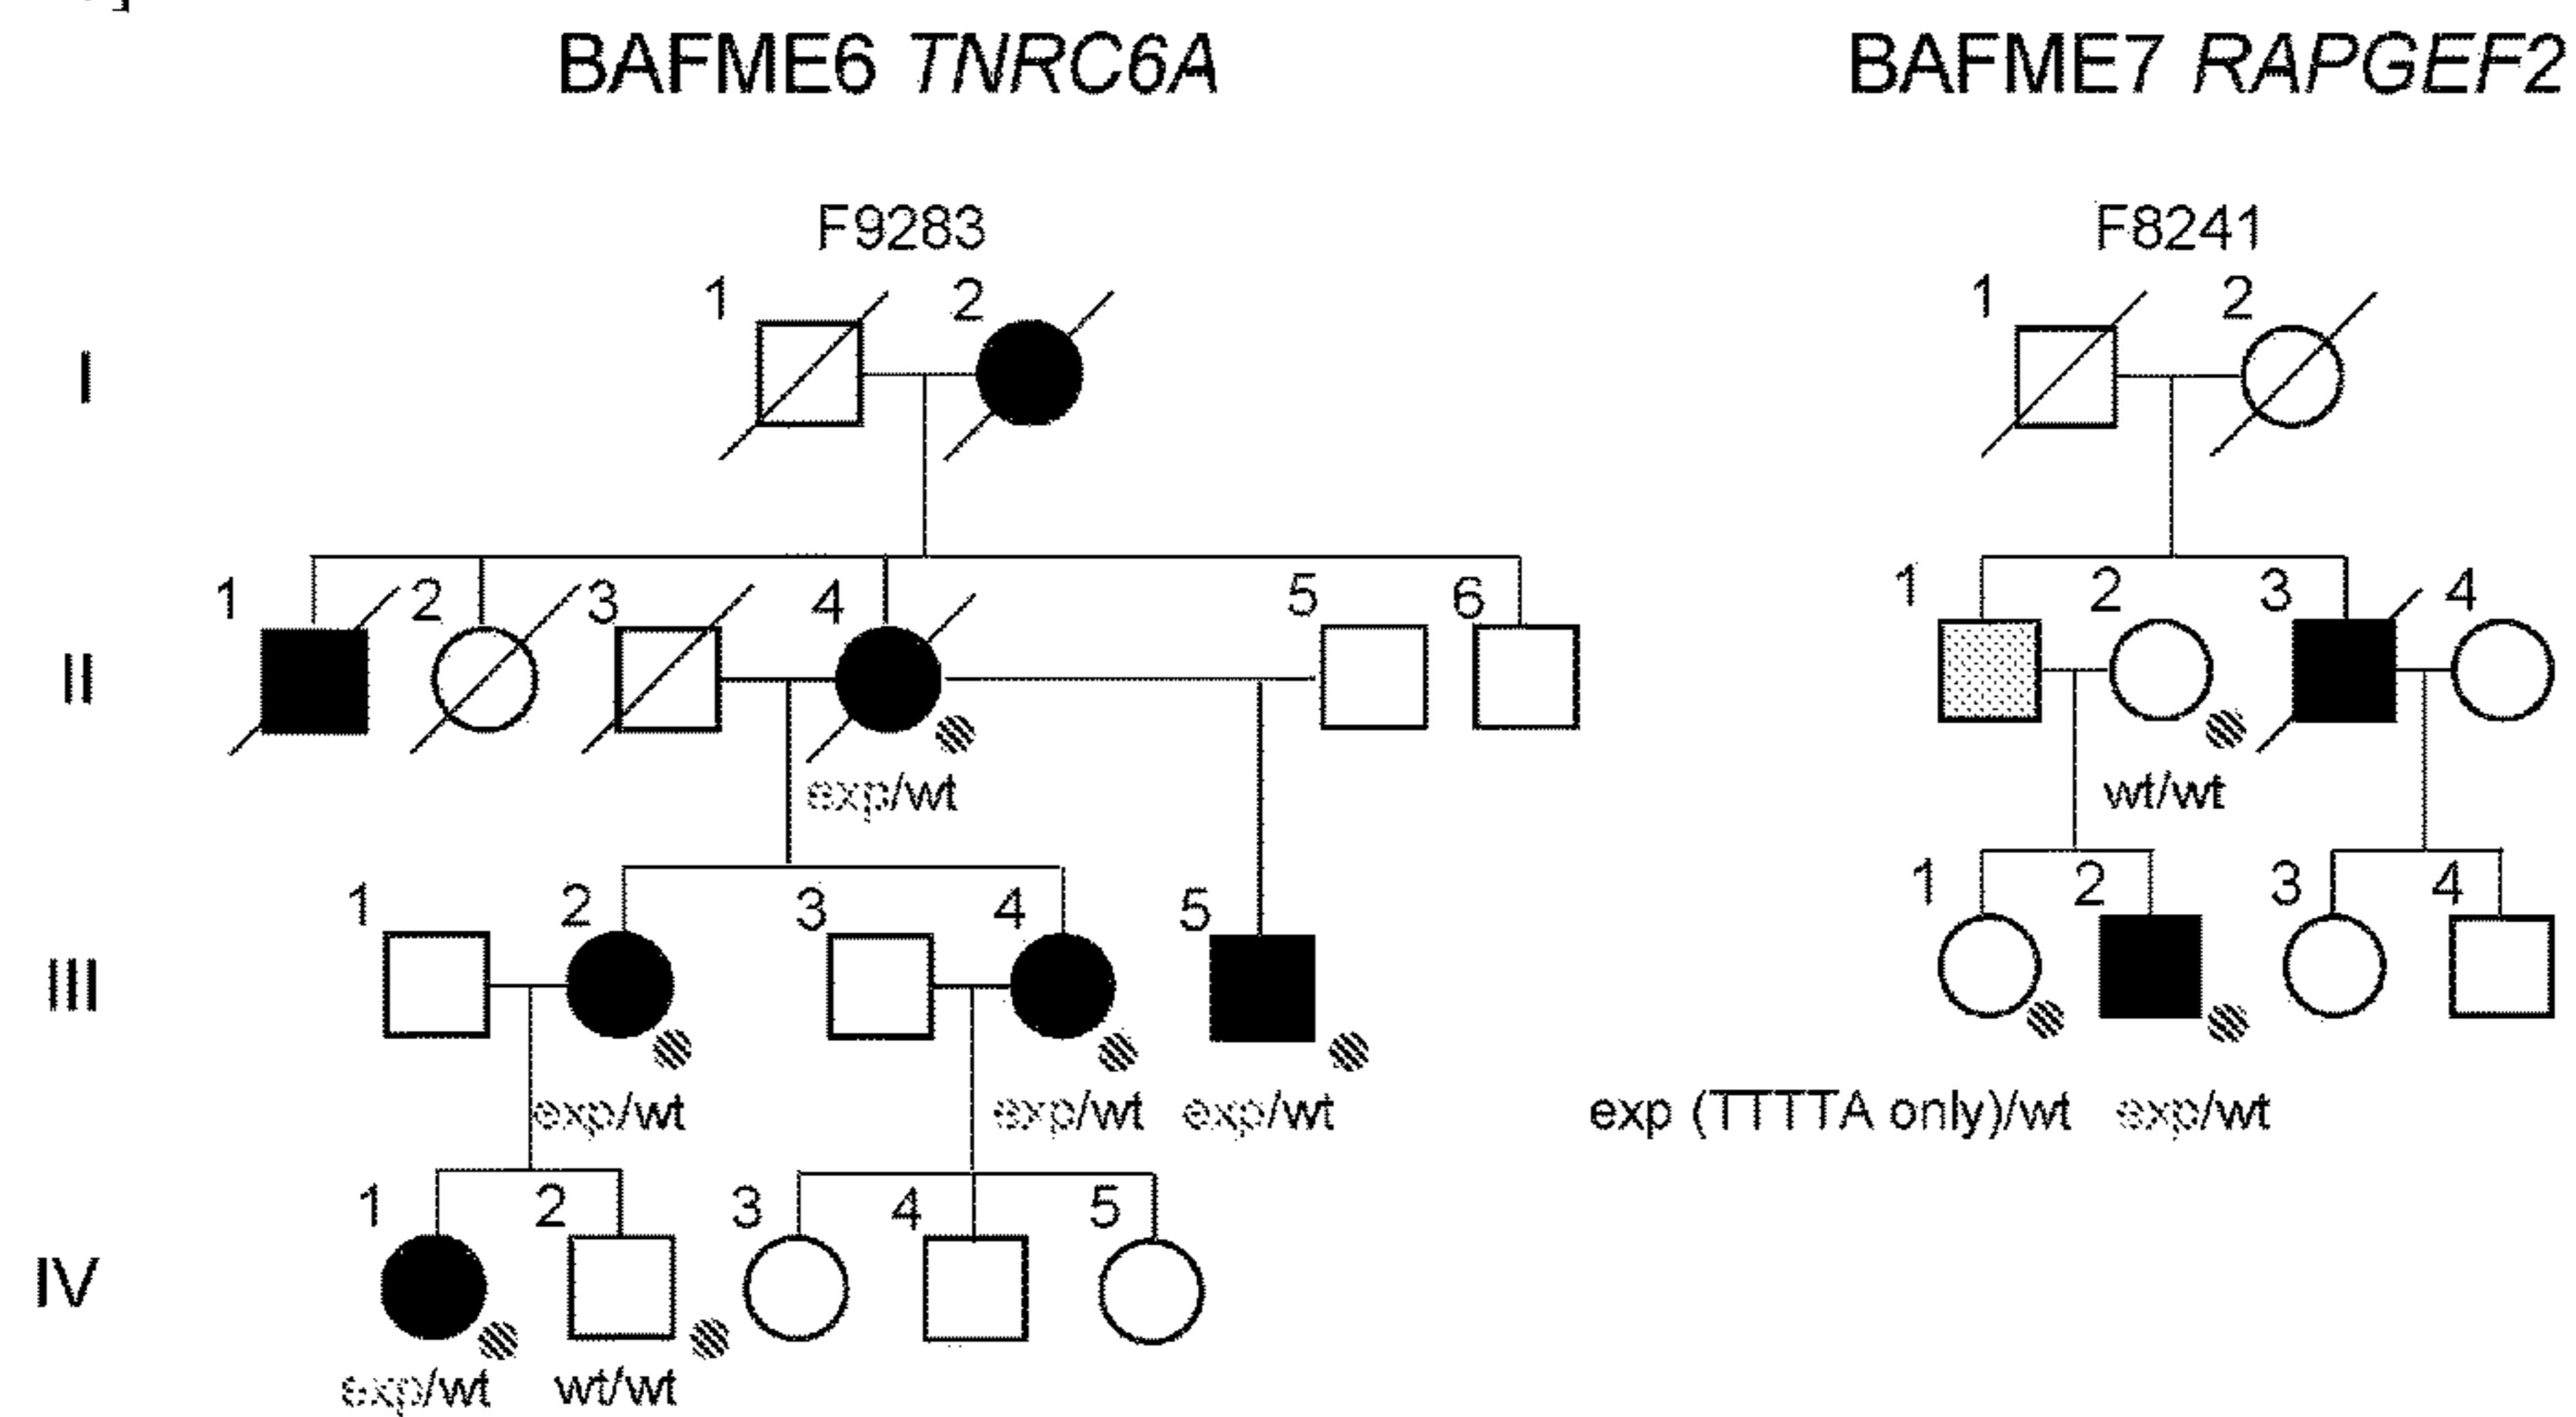 BAFME6 TNRC6A BAFME7 RAPGEF2
F9283 F8241
1 2 1 2
I
1 2 3 4 5 6 1 2 3 4
II
exp/wt wt/wt
1 2 3 4 5 1 2 3 4
III
exp/wt exp/wt exp/wt exp (TTTTA only)/wt exp/wt
1 2 3 4 5
IV
exp/wt wt/wt